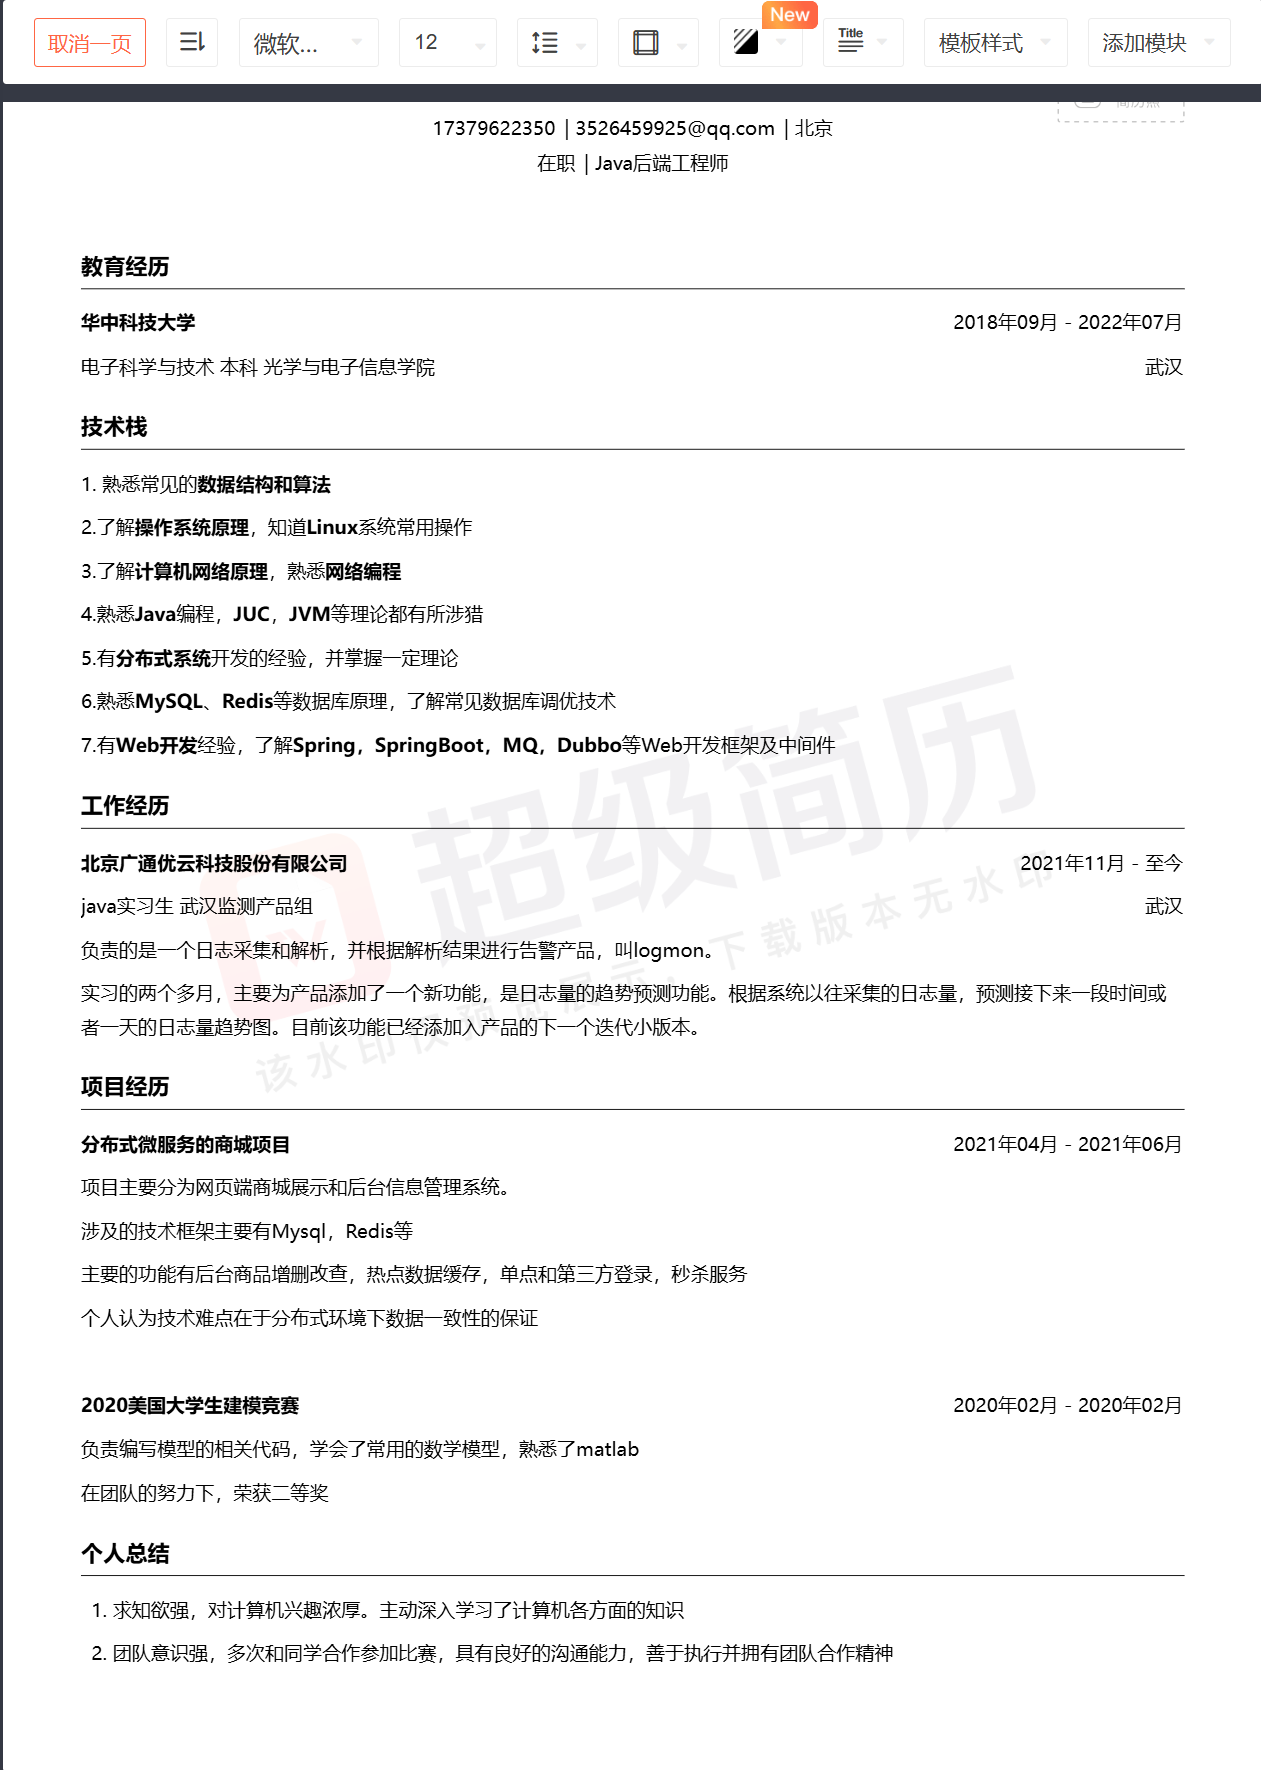 取消一页
微软...
12
New
Title
模板样式
添加模块
17379622350 | 3526459925@qq.com | 北京
在职 | Java后端工程师
教育经历
华中科技大学 2018年09月 - 2022年07月
电子科学与技术 本科 光学与电子信息学院 武汉
技术栈
1. 熟悉常见的数据结构和算法
2.了解操作系统原理，知道Linux系统常用操作
3.了解计算机网络原理，熟悉网络编程
4.熟悉Java编程，JUC，JVM等理论都有所涉猎
5.有分布式系统开发的经验，并掌握一定理论
6.熟悉MySQL、Redis等数据库原理，了解常见数据库调优技术
7.有Web开发经验，了解Spring，SpringBoot，MQ，Dubbo等Web开发框架及中间件
工作经历
北京广通优云科技股份有限公司 2021年11月 - 至今
java实习生 武汉监测产品组 武汉
负责的是一个日志采集和解析，并根据解析结果进行告警产品，叫logmon。
实习的两个多月，主要为产品添加了一个新功能，是日志量的趋势预测功能。根据系统以往采集的日志量，预测接下来一段时间或
者一天的日志量趋势图。目前该功能已经添加入产品的下一个迭代小版本。
超级简历
该水印仅预览展示，下载版本无水印
项目经历
分布式微服务的商城项目 2021年04月 - 2021年06月
项目主要分为网页端商城展示和后台信息管理系统。
涉及的技术框架主要有Mysql，Redis等
主要的功能有后台商品增删改查，热点数据缓存，单点和第三方登录，秒杀服务
个人认为技术难点在于分布式环境下数据一致性的保证
2020美国大学生建模竞赛 2020年02月 - 2020年02月
负责编写模型的相关代码，学会了常用的数学模型，熟悉了matlab
在团队的努力下，荣获二等奖
个人总结
1. 求知欲强，对计算机兴趣浓厚。主动深入学习了计算机各方面的知识
2. 团队意识强，多次和同学合作参加比赛，具有良好的沟通能力，善于执行并拥有团队合作精神